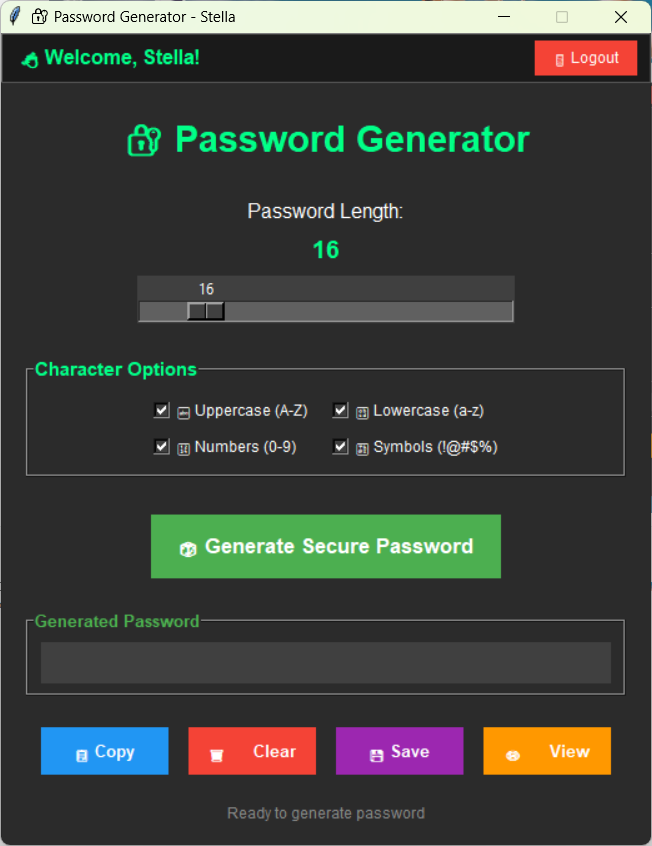 Password Generator - Stella
Welcome, Stella!
Logout
Password Generator
Password Length:
16
16
Character Options
Uppercase (A-Z)
Lowercase (a-z)
Numbers (0-9)
Symbols (!@#$%)
Generate Secure Password
Generated Password
Copy
Clear
Save
View
Ready to generate password